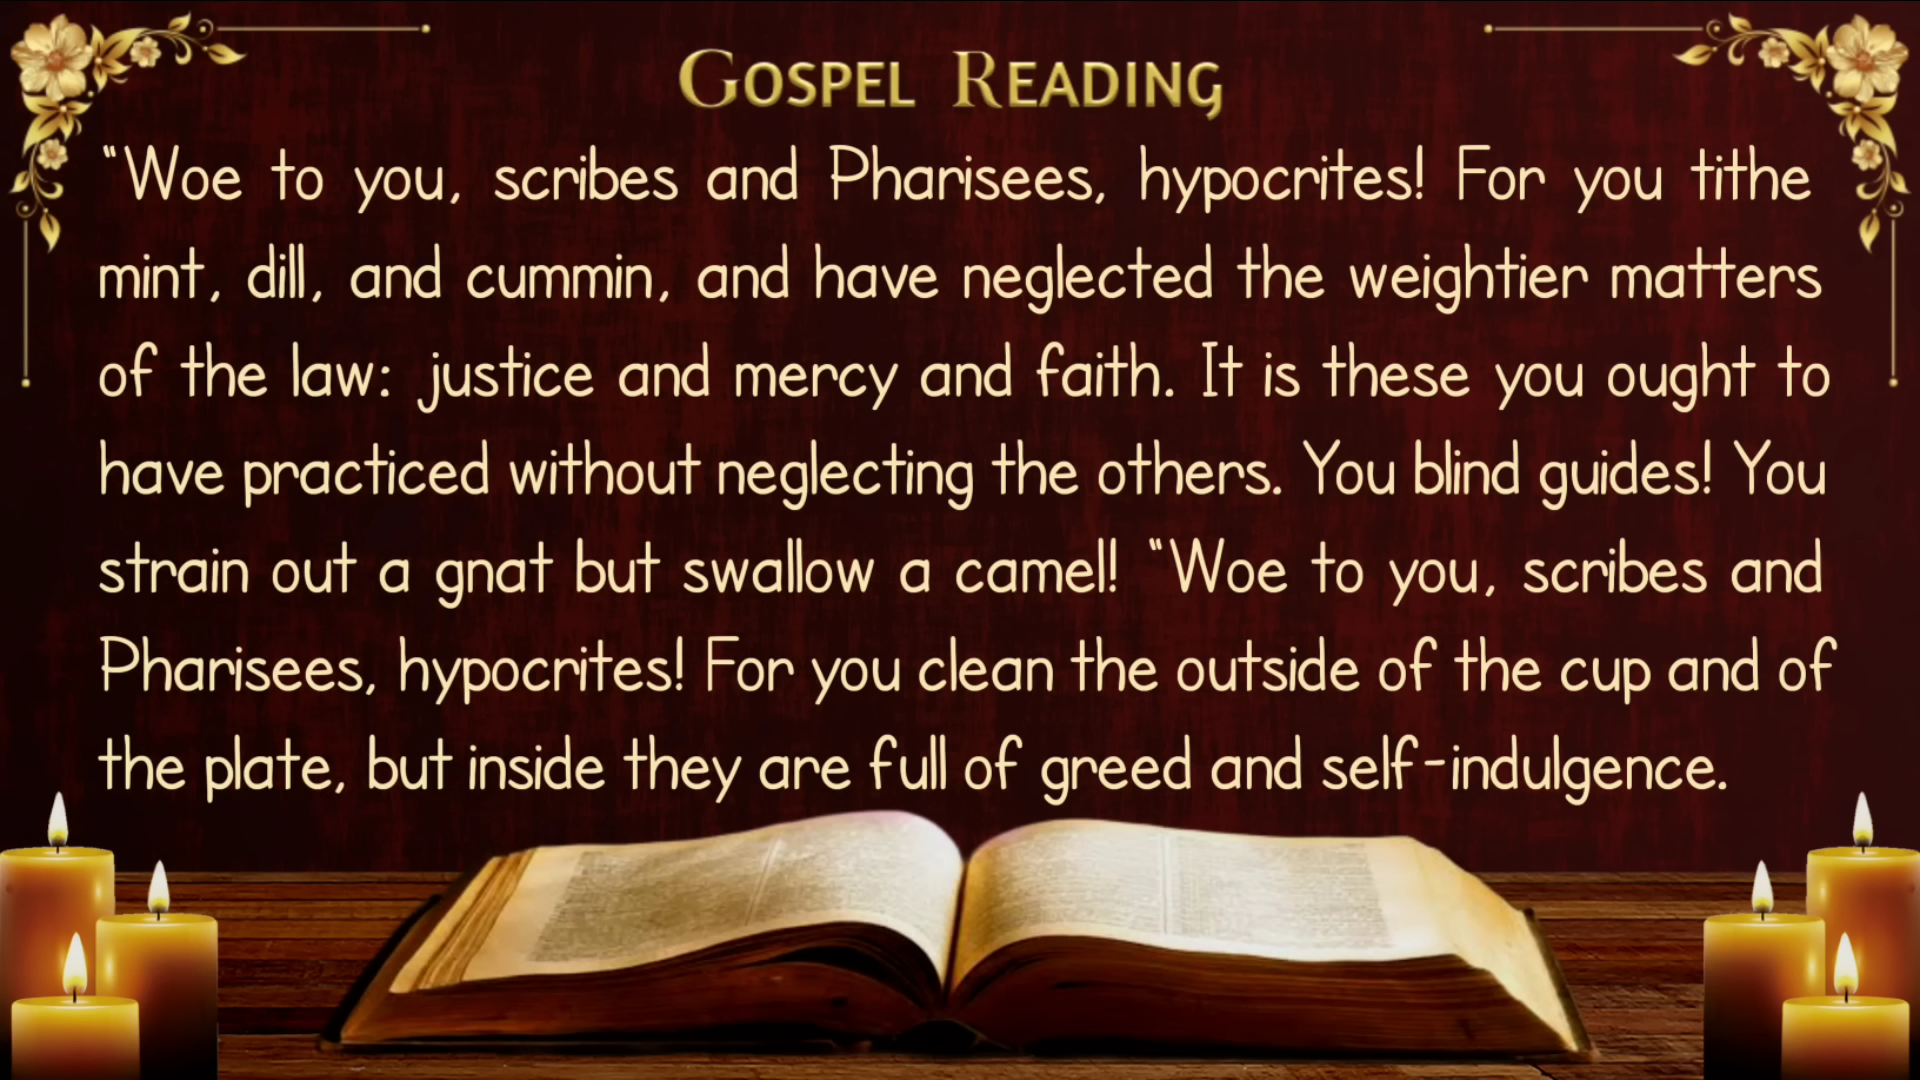 Gospel Reading
“Woe to you, scribes and Pharisees, hypocrites! For you tithe
mint, dill, and cummin, and have neglected the weightier matters
of the law: justice and mercy and faith. It is these you ought to
have practiced without neglecting the others. You blind guides! You
strain out a gnat but swallow a camel! “Woe to you, scribes and
Pharisees, hypocrites! For you clean the outside of the cup and of
the plate, but inside they are full of greed and self-indulgence.